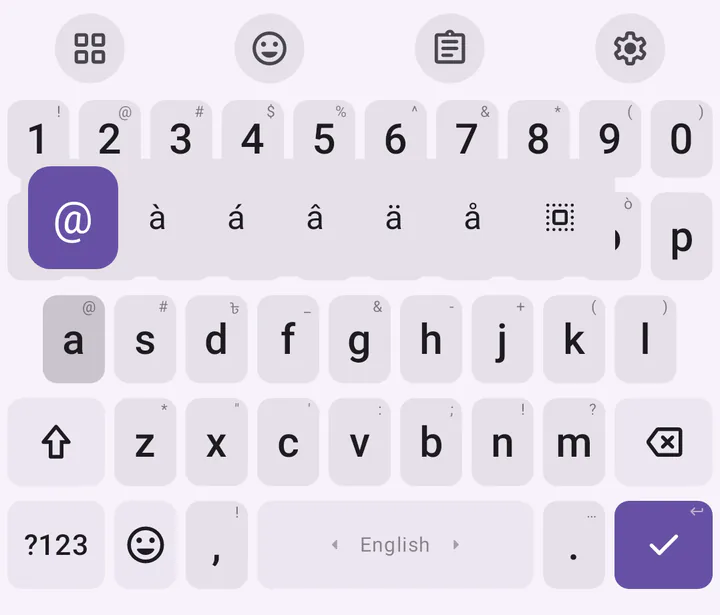 ! @ # $ % ^ & * ( )
1 2 3 4 5 6 7 8 9 0
@ à á â ä å ò p
@ # ъ _ & - + ( )
a s d f g h j k l
* " ' : ; ! ?
z x c v b n m
! … 
?123 , English .